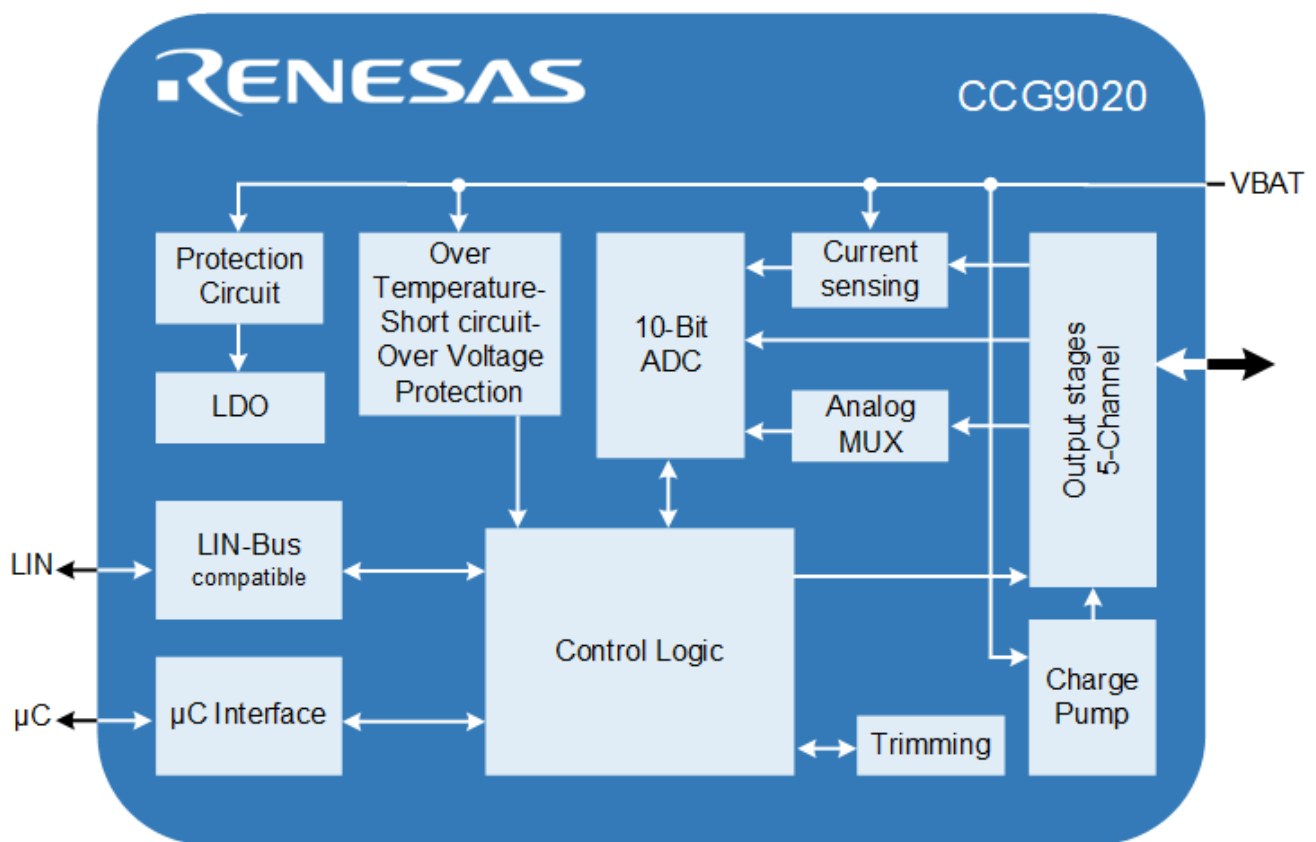 RENESAS
CCG9020
VBAT
Protection
Circuit
LDO
Over
Temperature-
Short circuit-
Over Voltage
Protection
10-Bit
ADC
Current
sensing
Analog
MUX
Output stages
5-Channel
LIN
LIN-Bus
compatible
µC
µC Interface
Control Logic
Trimming
Charge
Pump